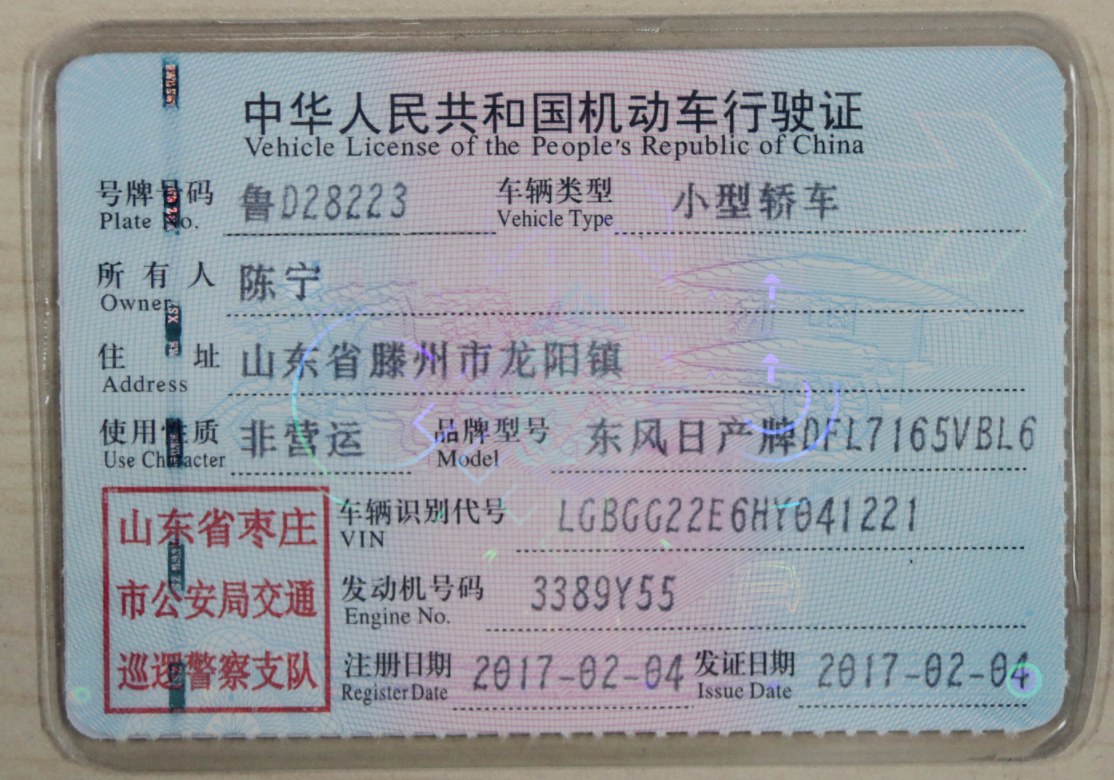 中华人民共和国机动车行驶证
Vehicle License of the People's Republic of China
号牌号码 鲁D28223 车辆类型 小型轿车
Plate No. Vehicle Type
所有人 陈宁
Owner
住址 山东省滕州市龙阳镇
Address
使用性质 非营运 品牌型号 东风日产牌DFL7165VBL6
Use Character Model
山东省枣庄
市公安局交通
巡逻警察支队
车辆识别代号 LGBGG22E6HY041221
VIN
发动机号码 3389Y55
Engine No.
注册日期 2017-02-04 发证日期 2017-02-04
Register Date Issue Date